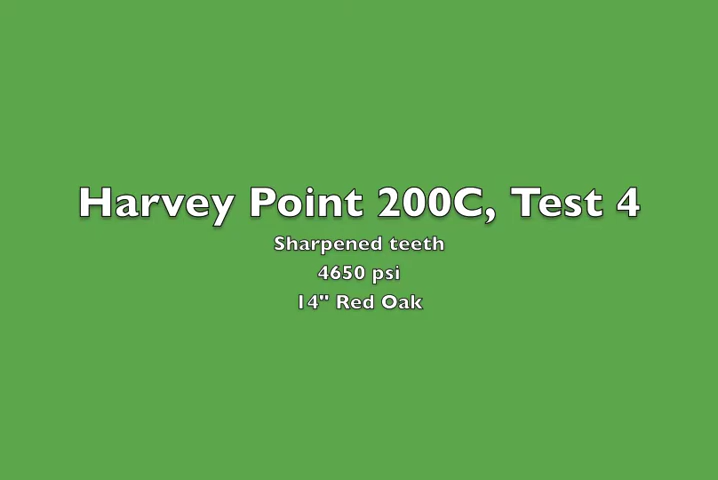 Harvey Point 200C, Test 4
Sharpened teeth
4650 psi
14" Red Oak